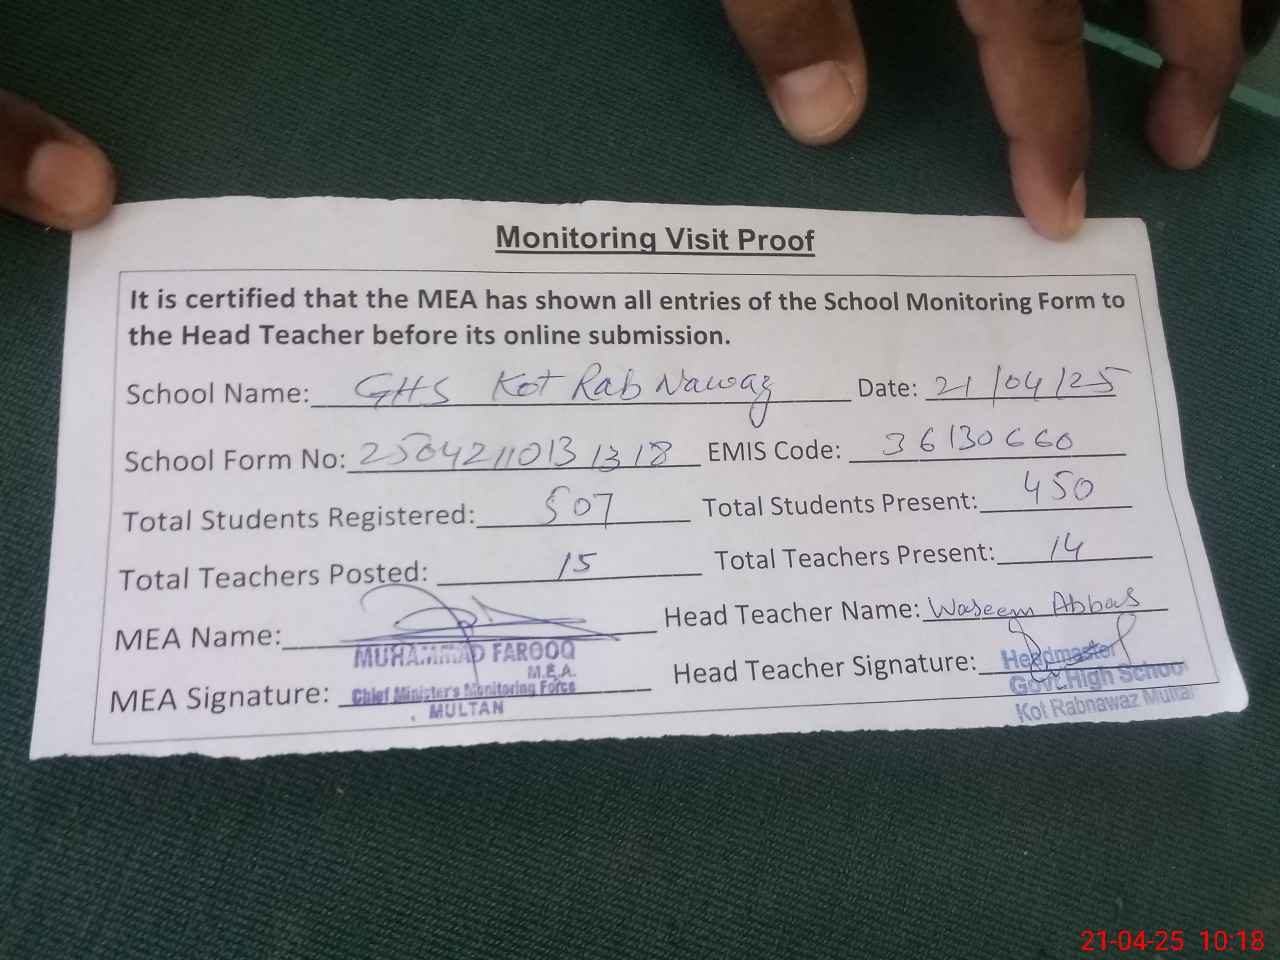 Monitoring Visit Proof
It is certified that the MEA has shown all entries of the School Monitoring Form to
the Head Teacher before its online submission.
School Name: GHS Kot Rab Nawaz Date: 21/04/25
School Form No: 2504211013 1318 EMIS Code: 36130660
Total Students Registered: 507 Total Students Present: 450
Total Teachers Posted: 15 Total Teachers Present: 14
MEA Name: Head Teacher Name: Waseem Abbas
MUHAMMAD FAROOQ
M.E.A.
MEA Signature: Chief Minister's Monitoring Force
MULTAN
Head Teacher Signature: Headmaster
Govt.High School
Kot Rabnawaz Multan
21-04-25 10:18